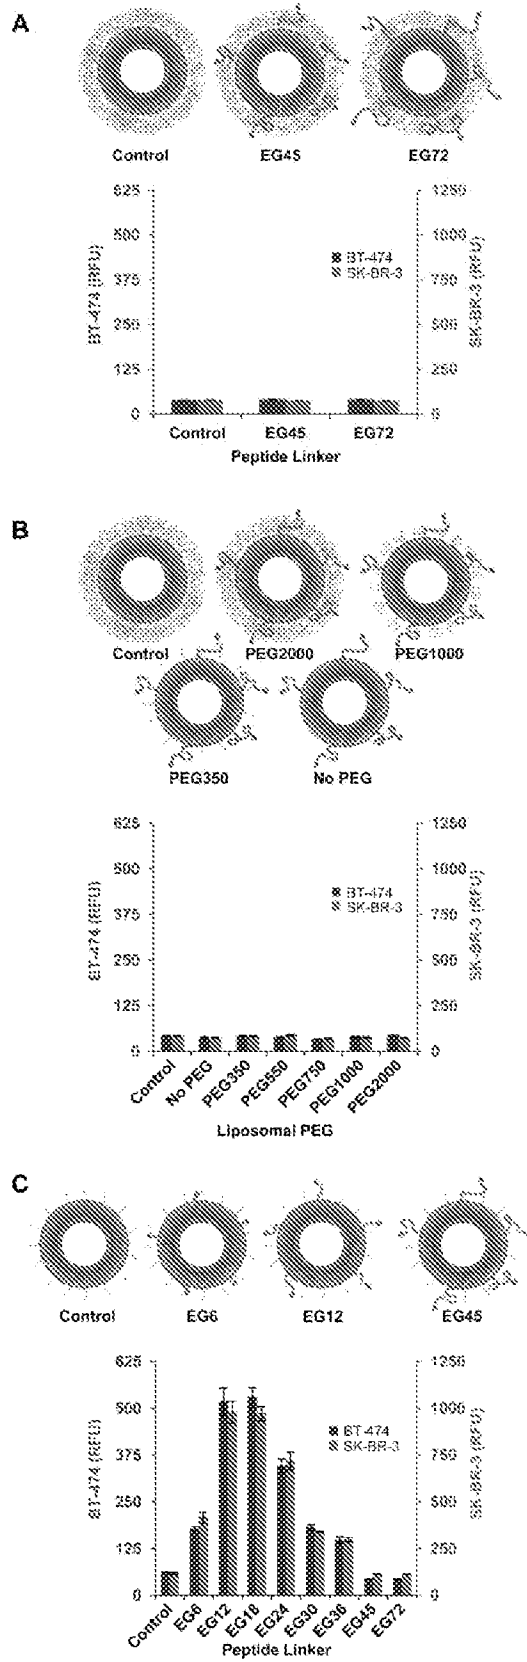 A
Control EG45 EG72
625 1250
500 1000
375 750
250 500
125 250
0 0
BT-474 (RFU)
SK-BR-3 (RFU)
BT-474
SK-BR-3
Control EG45 EG72
Peptide Linker
B
Control PEG2000 PEG1000
PEG350 No PEG
625 1250
500 1000
375 750
250 500
125 250
0 0
BT-474 (RFU)
SK-BR-3 (RFU)
BT-474
SK-BR-3
Control No PEG PEG350 PEG550 PEG750 PEG1000 PEG2000
Liposomal PEG
C
Control EG6 EG12 EG45
625 1250
500 1000
375 750
250 500
125 250
0 0
BT-474 (RFU)
SK-BR-3 (RFU)
BT-474
SK-BR-3
Control EG6 EG12 EG18 EG24 EG30 EG36 EG45 EG72
Peptide Linker